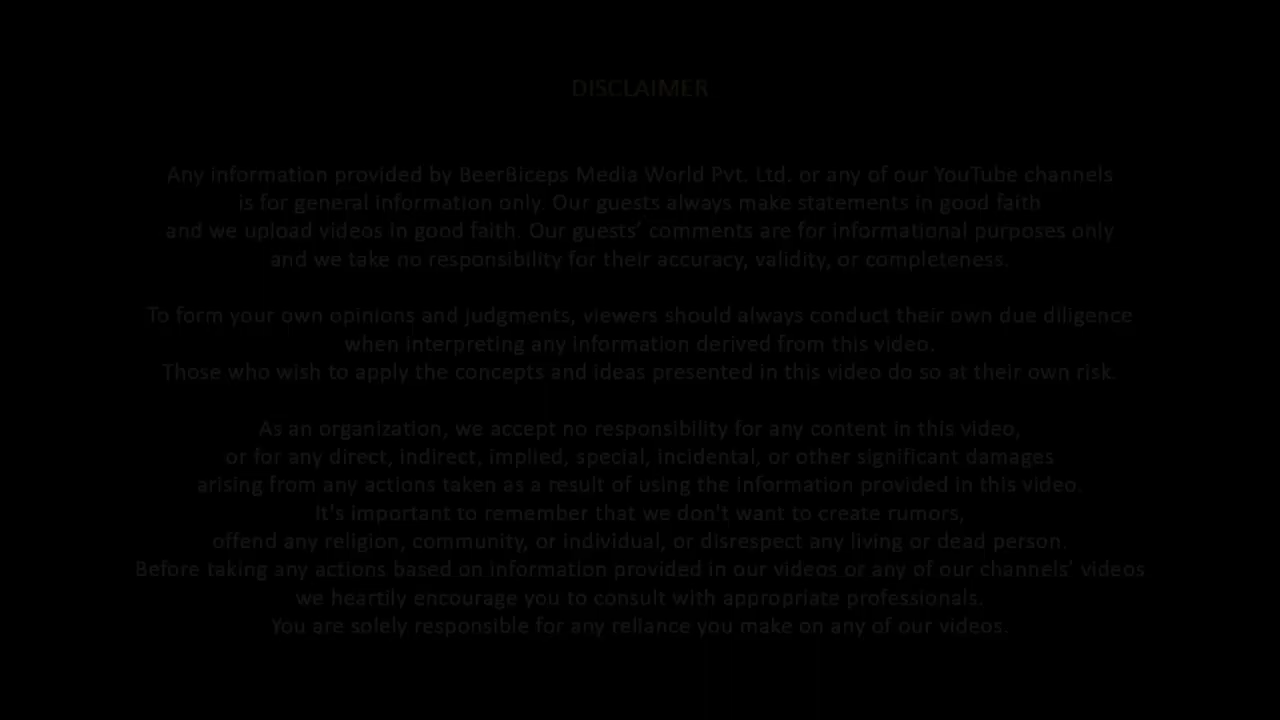 DISCLAIMER
Any information provided by BeerBiceps Media World Pvt. Ltd. or any of our YouTube channels
is for general information only. Our guests always make statements in good faith
and we upload videos in good faith. Our guests' comments are for informational purposes only
and we take no responsibility for their accuracy, validity, or completeness.
To form your own opinions and judgments, viewers should always conduct their own due diligence
when interpreting any information derived from this video.
Those who wish to apply the concepts and ideas presented in this video do so at their own risk.
As an organization, we accept no responsibility for any content in this video,
or for any direct, indirect, implied, special, incidental, or other significant damages
arising from any actions taken as a result of using the information provided in this video.
It's important to remember that we don't want to create rumors,
offend any religion, community, or individual, or disrespect any living or dead person.
Before taking any actions based on information provided in our videos or any of our channels' videos
we heartily encourage you to consult with appropriate professionals.
You are solely responsible for any reliance you make on any of our videos.